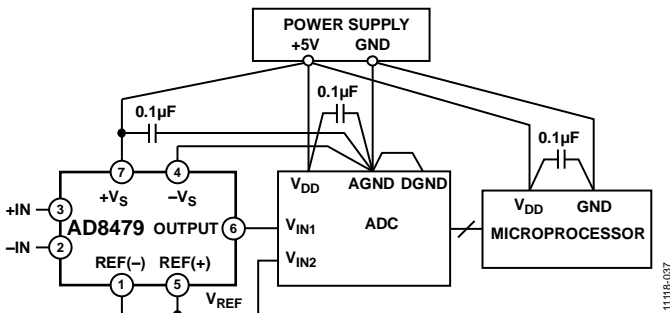 POWER SUPPLY
+5V GND
0.1µF
0.1µF
0.1µF
7 4
+VS –VS
VDD AGND DGND
VDD GND
+IN 3
AD8479 OUTPUT 6
VIN1
ADC
MICROPROCESSOR
–IN 2
VIN2
REF(–) REF(+)
1 5
VREF
11118-037